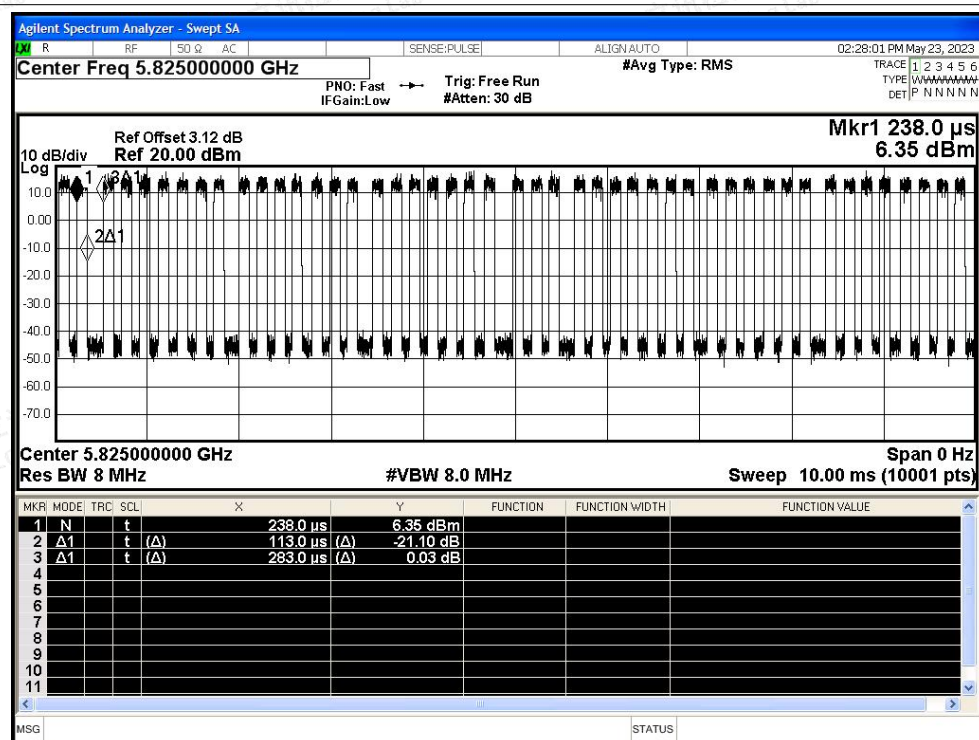 Agilent Spectrum Analyzer - Swept SA
LXI R RF 50 Ω AC SENSE:PULSE ALIGN AUTO 02:28:01 PM May 23, 2023
Center Freq 5.825000000 GHz
#Avg Type: RMS
TRACE 1 2 3 4 5 6
PNO: Fast Trig: Free Run
TYPE W
IFGain:Low #Atten: 30 dB
DET P N N N N N
Mkr1 238.0 µs
Ref Offset 3.12 dB
10 dB/div Ref 20.00 dBm 6.35 dBm
Log
1 3Δ1
10.0
0.00
2Δ1
-10.0
-20.0
-30.0
-40.0
-50.0
-60.0
-70.0
Center 5.825000000 GHz Span 0 Hz
Res BW 8 MHz #VBW 8.0 MHz Sweep 10.00 ms (10001 pts)
MKR MODE TRC SCL X Y FUNCTION FUNCTION WIDTH FUNCTION VALUE
1 N t 238.0 µs 6.35 dBm
2 Δ1 t (Δ) 113.0 µs (Δ) -21.10 dB
3 Δ1 t (Δ) 283.0 µs (Δ) 0.03 dB
4
5
6
7
8
9
10
11
MSG STATUS